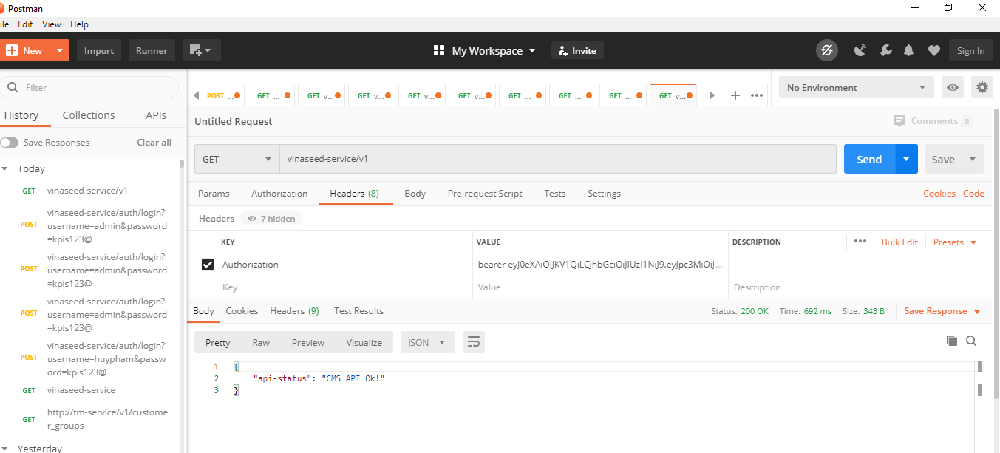 Postman
ile Edit View Help
New Import Runner My Workspace Invite Sign In
Filter
History Collections APIs
Save Responses Clear all
Today
GET vinaseed-service/v1
POST vinaseed-service/auth/login?
username=admin&password
=kpis123@
POST vinaseed-service/auth/login?
username=admin&password
=kpis123@
POST vinaseed-service/auth/login?
username=admin&password
=kpis123@
POST vinaseed-service/auth/login?
username=huypham&passw
ord=kpis123@
GET vinaseed-service
GET http://tm-service/v1/custome
r_groups
Yesterday
POST ... GET ... GET v... GET v... GET v... GET v... GET ... GET ... GET ... GET v...
No Environment
Untitled Request
Comments 0
GET vinaseed-service/v1 Send Save
Params Authorization Headers (8) Body Pre-request Script Tests Settings Cookies Code
Headers 7 hidden
KEY VALUE DESCRIPTION Bulk Edit Presets
Authorization bearer eyJ0eXAiOiJKV1QiLCJhbGciOiJIUzI1NiJ9.eyJpc3MiOiJ...
Key Value Description
Body Cookies Headers (9) Test Results Status: 200 OK Time: 692 ms Size: 343 B Save Response
Pretty Raw Preview Visualize JSON
1 {
2 "api-status": "CMS API Ok!"
3 }